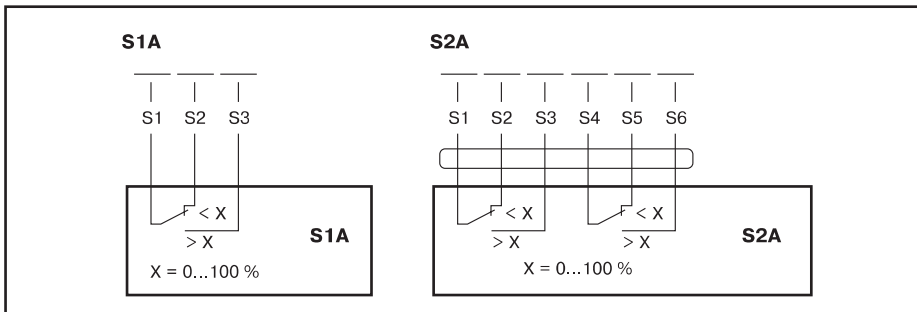 S1A
S2A
S1 S2 S3
S1 S2 S3 S4 S5 S6
< X
> X
S1A
X = 0...100 %
< X < X
> X > X
S2A
X = 0...100 %